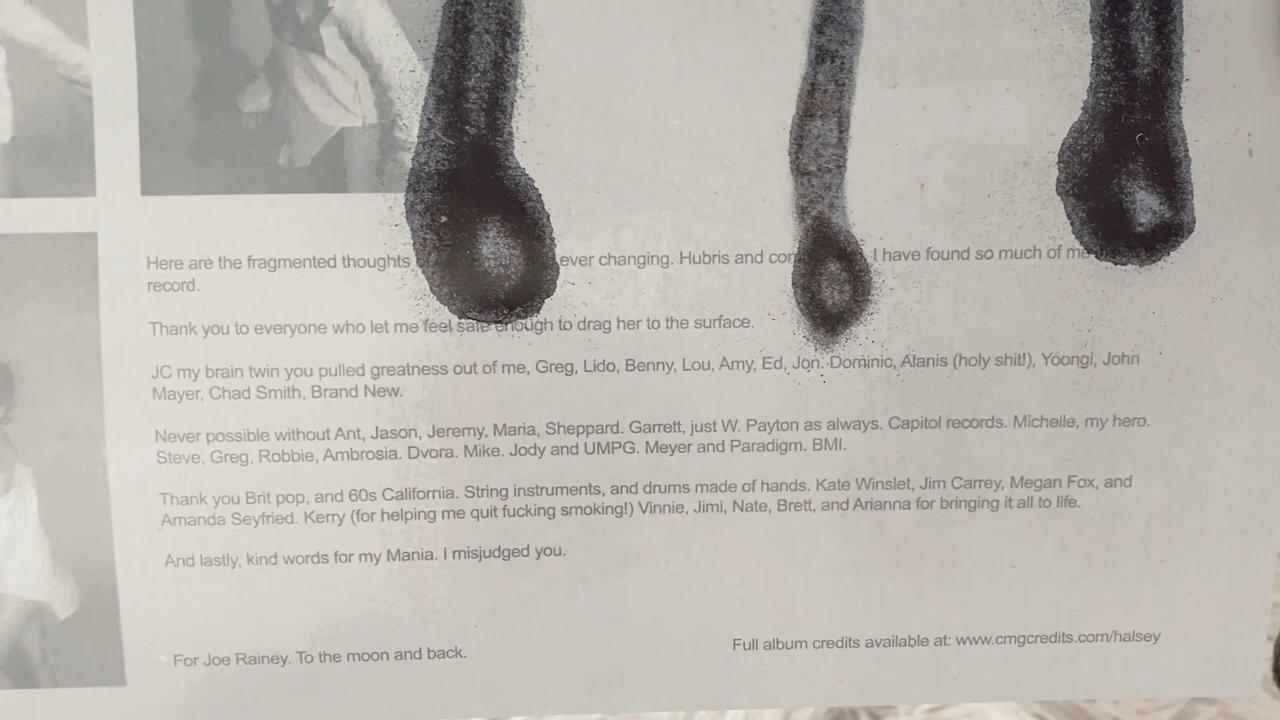 Here are the fragmented thoughts ever changing. Hubris and I have found so much of
record.
Thank you to everyone who let me feel safe enough to drag her to the surface.
JC my brain twin you pulled greatness out of me, Greg, Lido, Benny, Lou, Amy, Ed, Jon. Dominic, Alanis (holy shit!), Yoongi, John
Mayer, Chad Smith, Brand New.
Never possible without Ant, Jason, Jeremy, Maria, Sheppard. Garrett, just W. Payton as always. Capitol records. Michelle, my hero.
Steve, Greg, Robbie, Ambrosia. Dvora. Mike. Jody and UMPG. Meyer and Paradigm. BMI.
Thank you Brit pop, and 60s California. String instruments, and drums made of hands. Kate Winslet, Jim Carrey, Megan Fox, and
Amanda Seyfried. Kerry (for helping me quit fucking smoking!) Vinnie, Jimi, Nate, Brett, and Arianna for bringing it all to life.
And lastly, kind words for my Mania. I misjudged you.
For Joe Rainey. To the moon and back.
Full album credits available at: www.cmgcredits.com/halsey